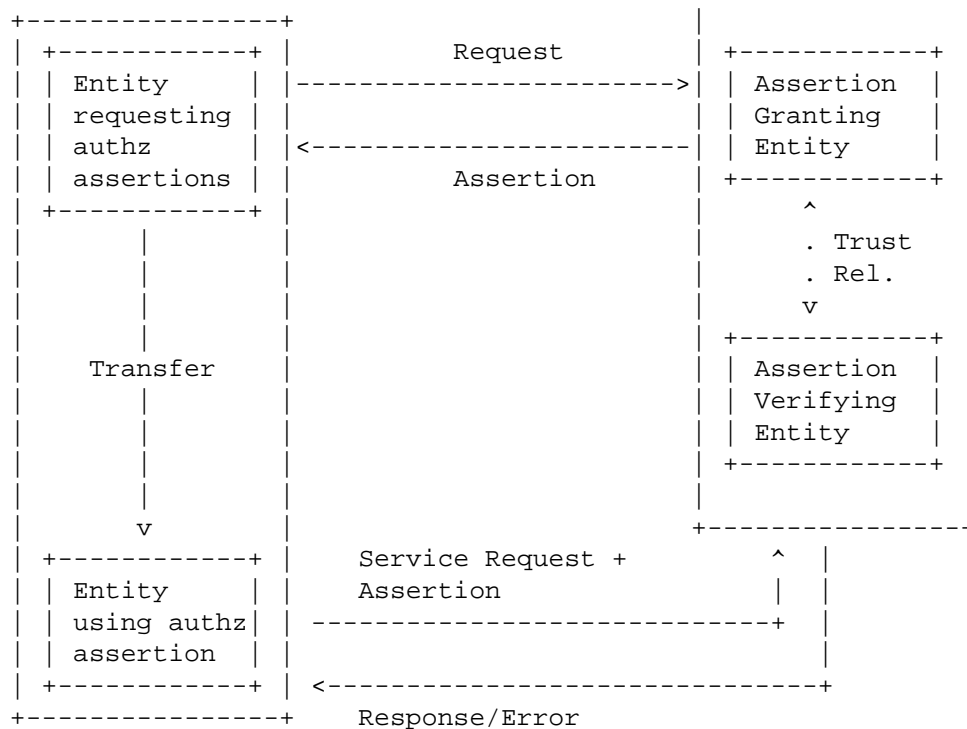 Request
Entity
requesting
authz
assertions
Assertion
Granting
Entity
Assertion
Trust
Rel.
Transfer
Assertion
Verifying
Entity
Entity
using authz
assertion
Service Request +
Assertion
Response/Error